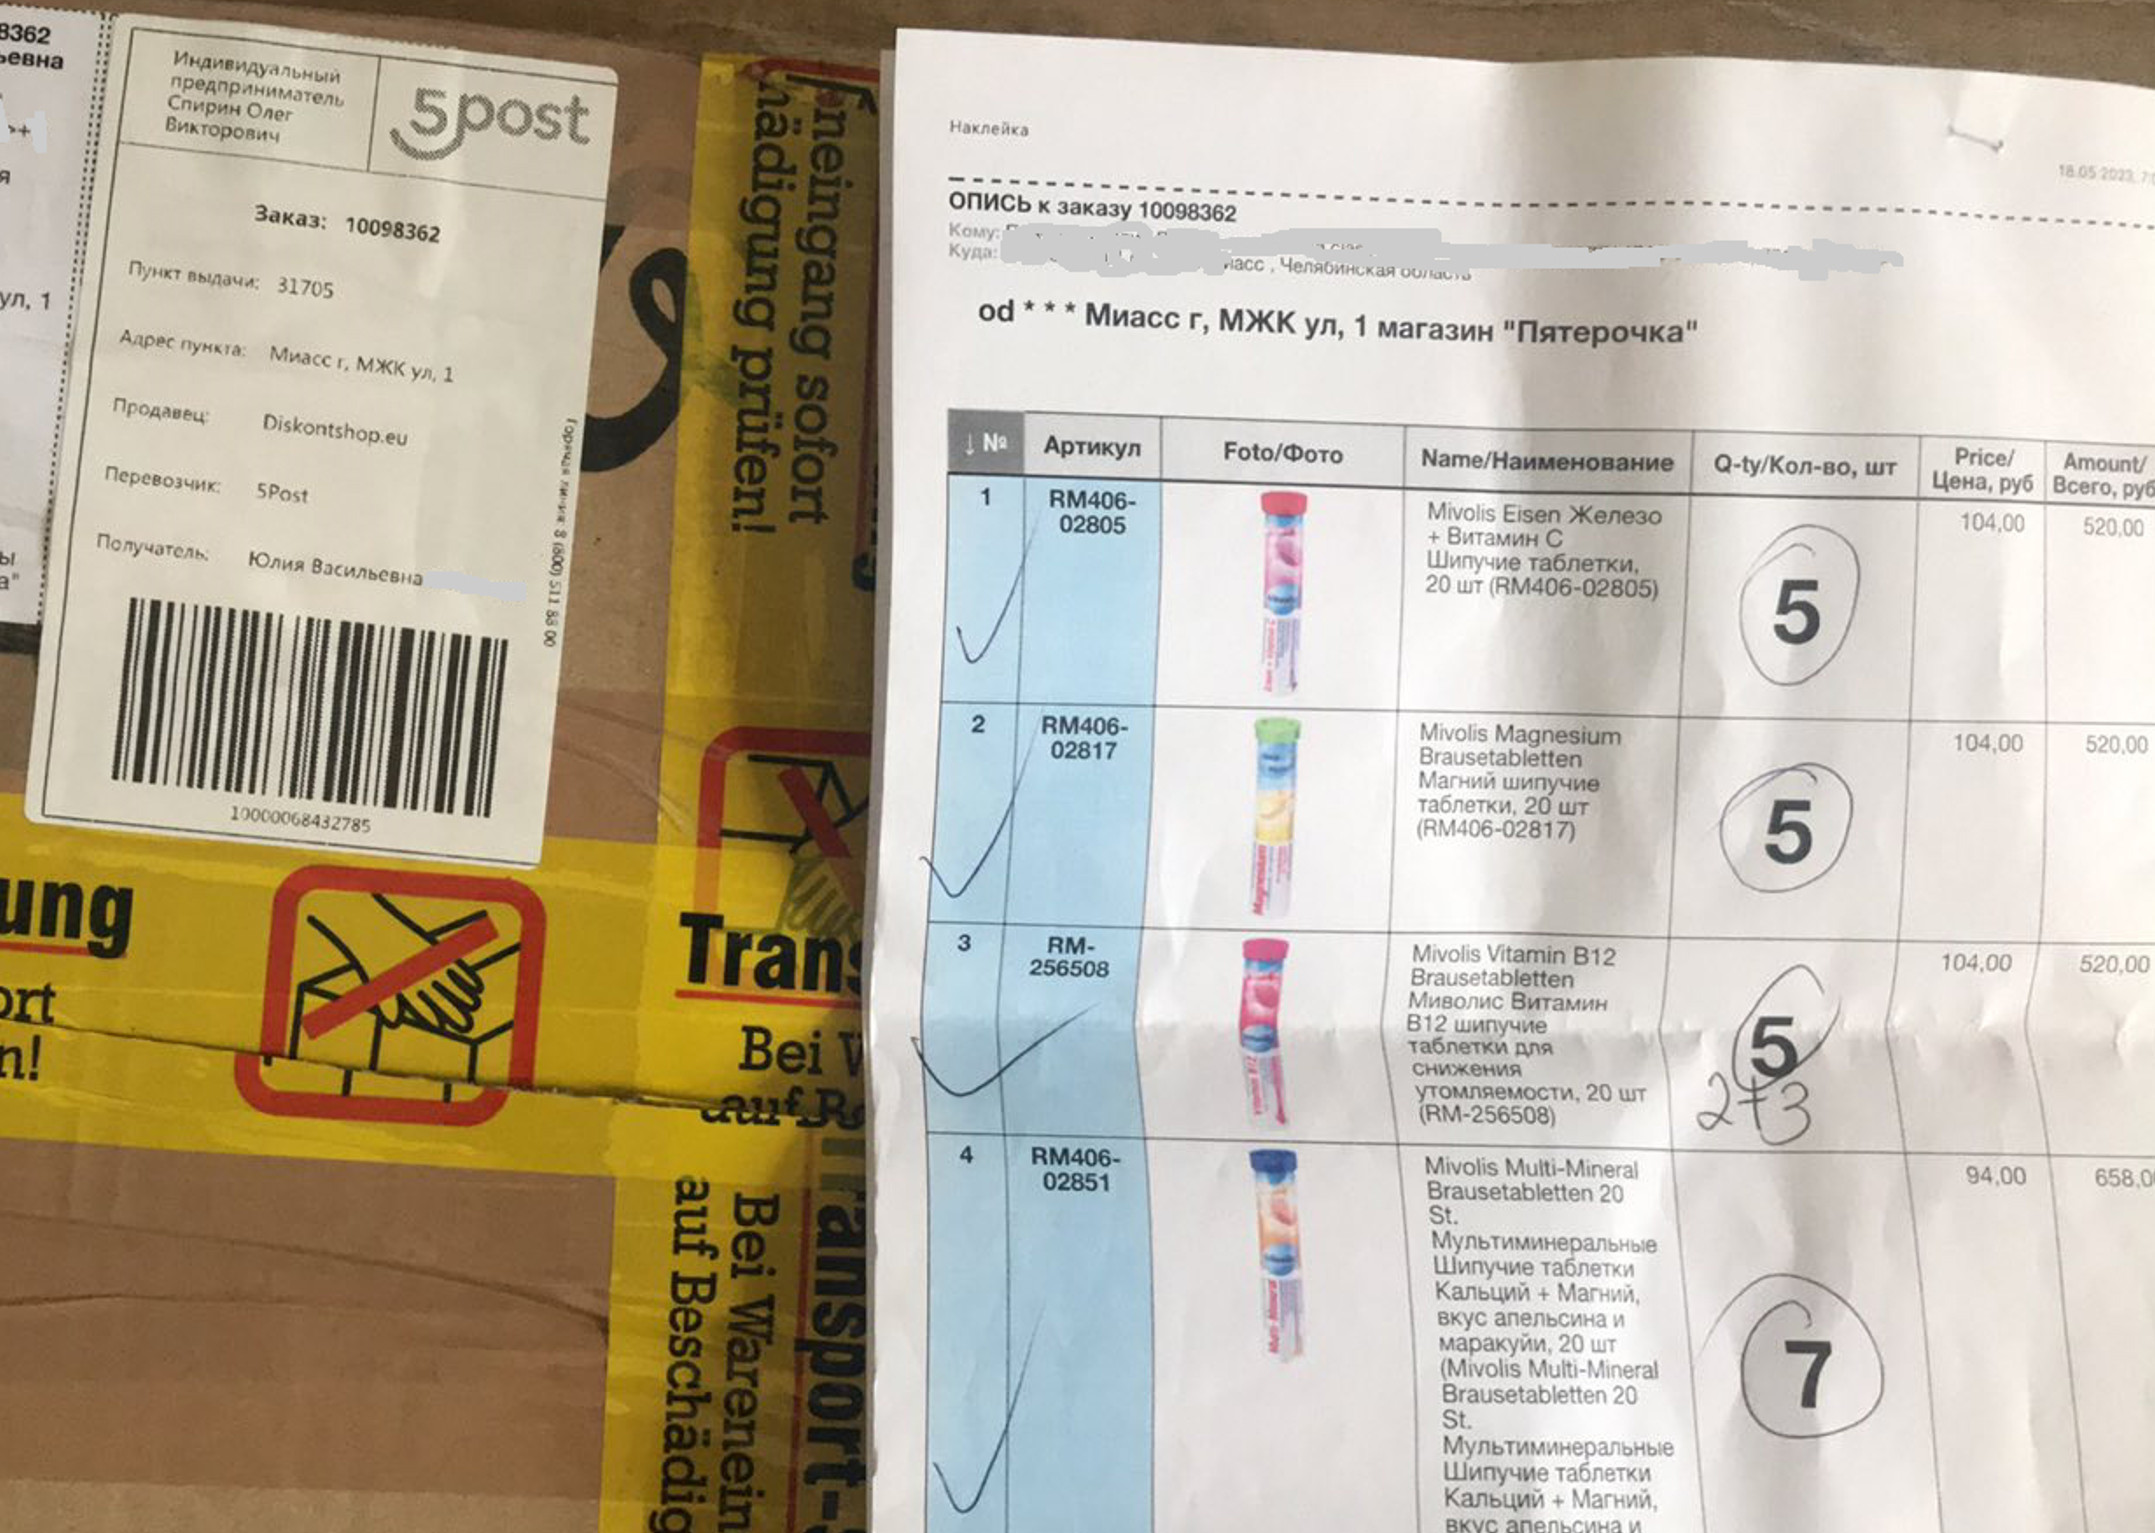 8362
ьевна
я
ул, 1
ы
а"
Индивидуальный
предприниматель
Спирин Олег
Викторович
5post
Заказ: 10098362
Пункт выдачи: 31705
Адрес пункта: Миасс г, МЖК ул, 1
Продавец: Diskontshop.eu
Перевозчик: 5Post
Получатель: Юлия Васильевна
Горячая линия: 8 (800) 511 88 00
10000068432785
neingang sofort
hädigung prüfen!
ung
ort
n!
Trans
Bei W
auf Be
Transport-
Bei Warenein
auf Beschädig
Наклейка
18.05.2023, 7:
ОПИСЬ к заказу 10098362
Кому:
Куда: иасс , Челябинская область
od * * * Миасс г, МЖК ул, 1 магазин "Пятерочка"
↓ № Артикул Foto/Фото Name/Наименование Q-ty/Кол-во, шт Price/ Amount/
Цена, руб Всего, руб
1 RM406-
02805
Mivolis Eisen Железо
+ Витамин С
Шипучие таблетки,
20 шт (RM406-02805)
5
104,00 520,00
2 RM406-
02817
Magnesium
Mivolis Magnesium
Brausetabletten
Магний шипучие
таблетки, 20 шт
(RM406-02817)
5
104,00 520,00
3 RM-
256508
Mivolis Vitamin B12
Brausetabletten
Миволис Витамин
В12 шипучие
таблетки для
снижения
утомляемости, 20 шт
(RM-256508)
5
2+3
104,00 520,00
4 RM406-
02851
Mivolis Multi-Mineral
Brausetabletten 20
St.
Мультиминеральные
Шипучие таблетки
Кальций + Магний,
вкус апельсина и
маракуйи, 20 шт
(Mivolis Multi-Mineral
Brausetabletten 20
St.
Мультиминеральные
Шипучие таблетки
Кальций + Магний,
вкус апельсина и
7
94,00 658,0